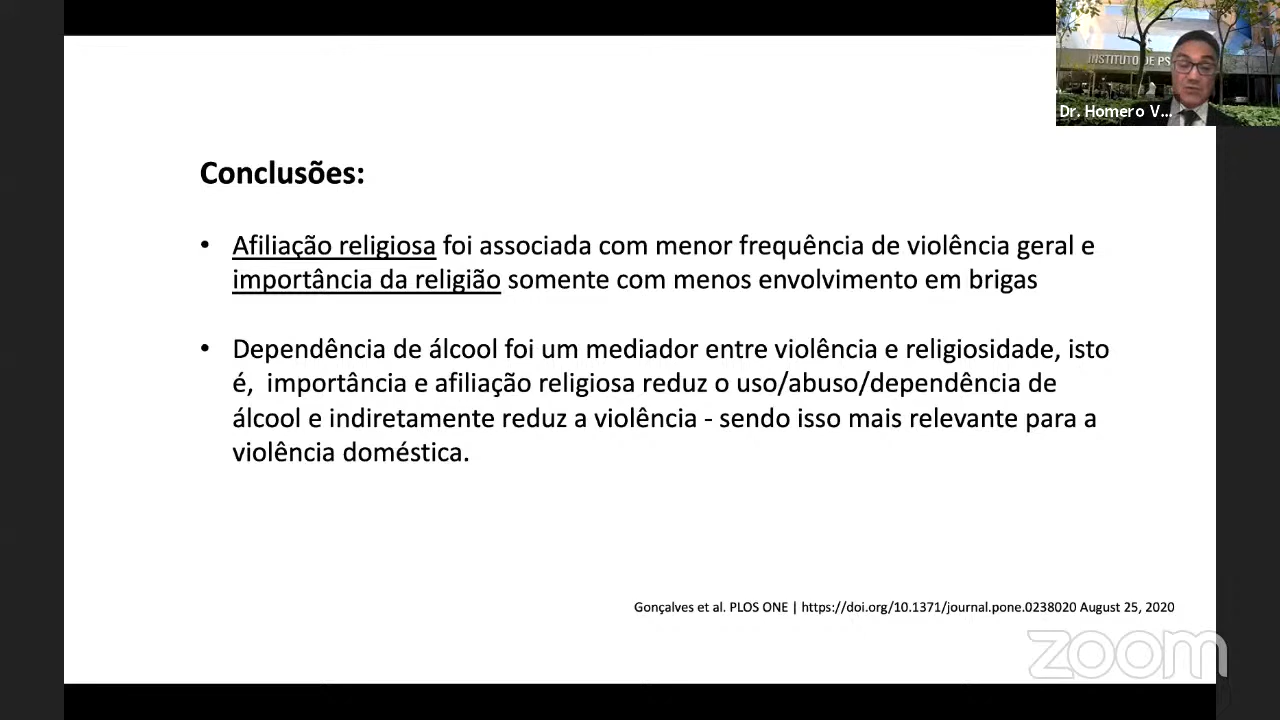 INSTITUTO DE PS
Dr. Homero V...
Conclusões:
• Afiliação religiosa foi associada com menor frequência de violência geral e
importância da religião somente com menos envolvimento em brigas
• Dependência de álcool foi um mediador entre violência e religiosidade, isto
é, importância e afiliação religiosa reduz o uso/abuso/dependência de
álcool e indiretamente reduz a violência - sendo isso mais relevante para a
violência doméstica.
Gonçalves et al. PLOS ONE | https://doi.org/10.1371/journal.pone.0238020 August 25, 2020
zoom